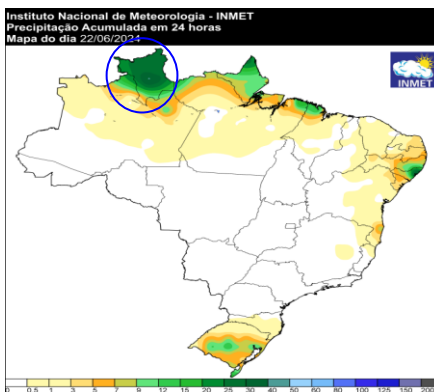 Instituto Nacional de Meteorologia - INMET
Precipitação Acumulada em 24 horas
Mapa do dia 22/06/2024
INMET
0 0.5 1 3 5 7 9 12 15 20 25 30 40 50 60 80 100 125 150 200